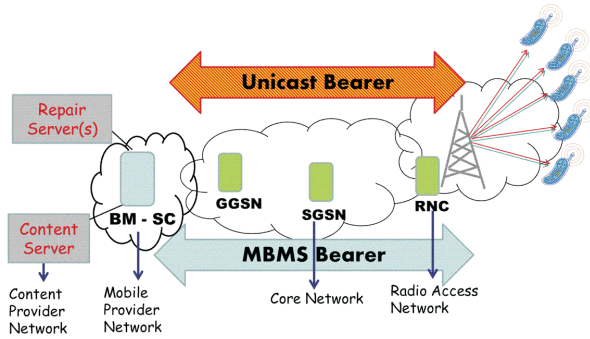 Unicast Bearer
Repair
Server(s)
GGSN
SGSN
RNC
BM - SC
Content
Server
MBMS Bearer
Content
Provider
Network
Mobile
Provider
Network
Core Network
Radio Access
Network